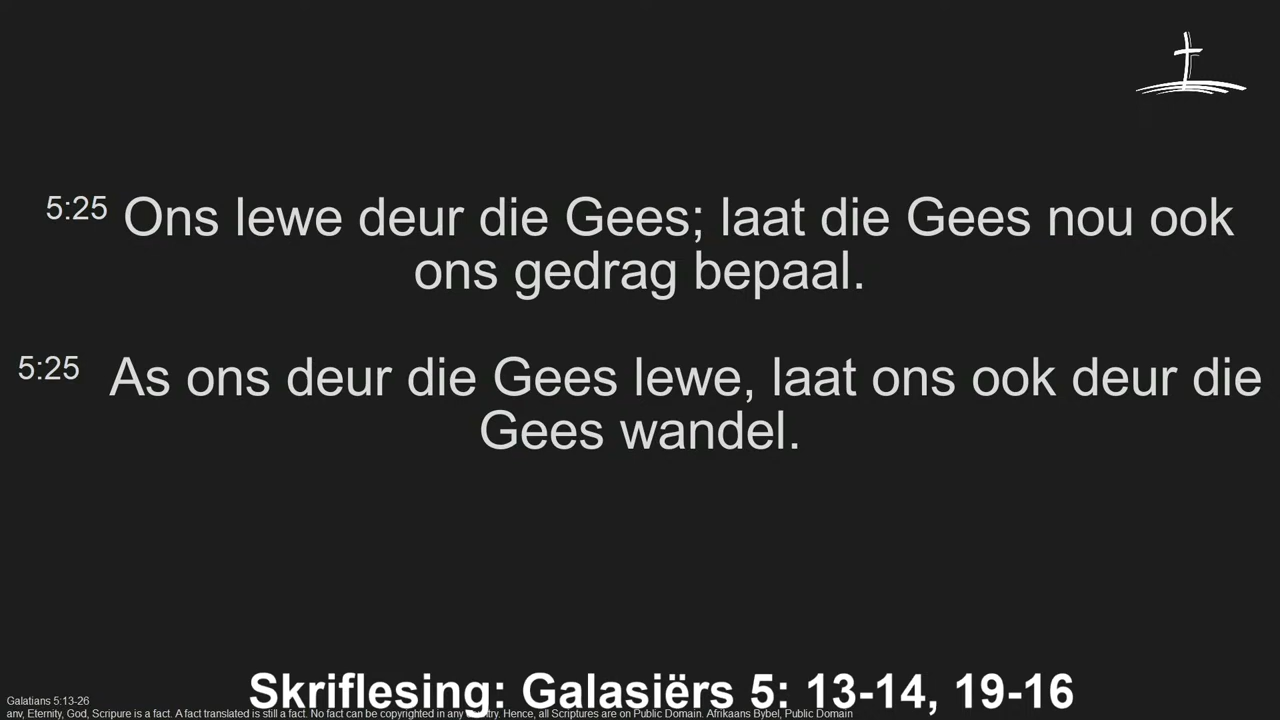 5:25 Ons lewe deur die Gees; laat die Gees nou ook
ons gedrag bepaal.
5:25 As ons deur die Gees lewe, laat ons ook deur die
Gees wandel.
Skriflesing: Galasiërs 5: 13-14, 19-16
Galatians 5:13-26
anv, Eternity, God, Scripure is a fact. A fact translated is still a fact. No fact can be copyrighted in any country. Hence, all Scriptures are on Public Domain. Afrikaans Bybel, Public Domain